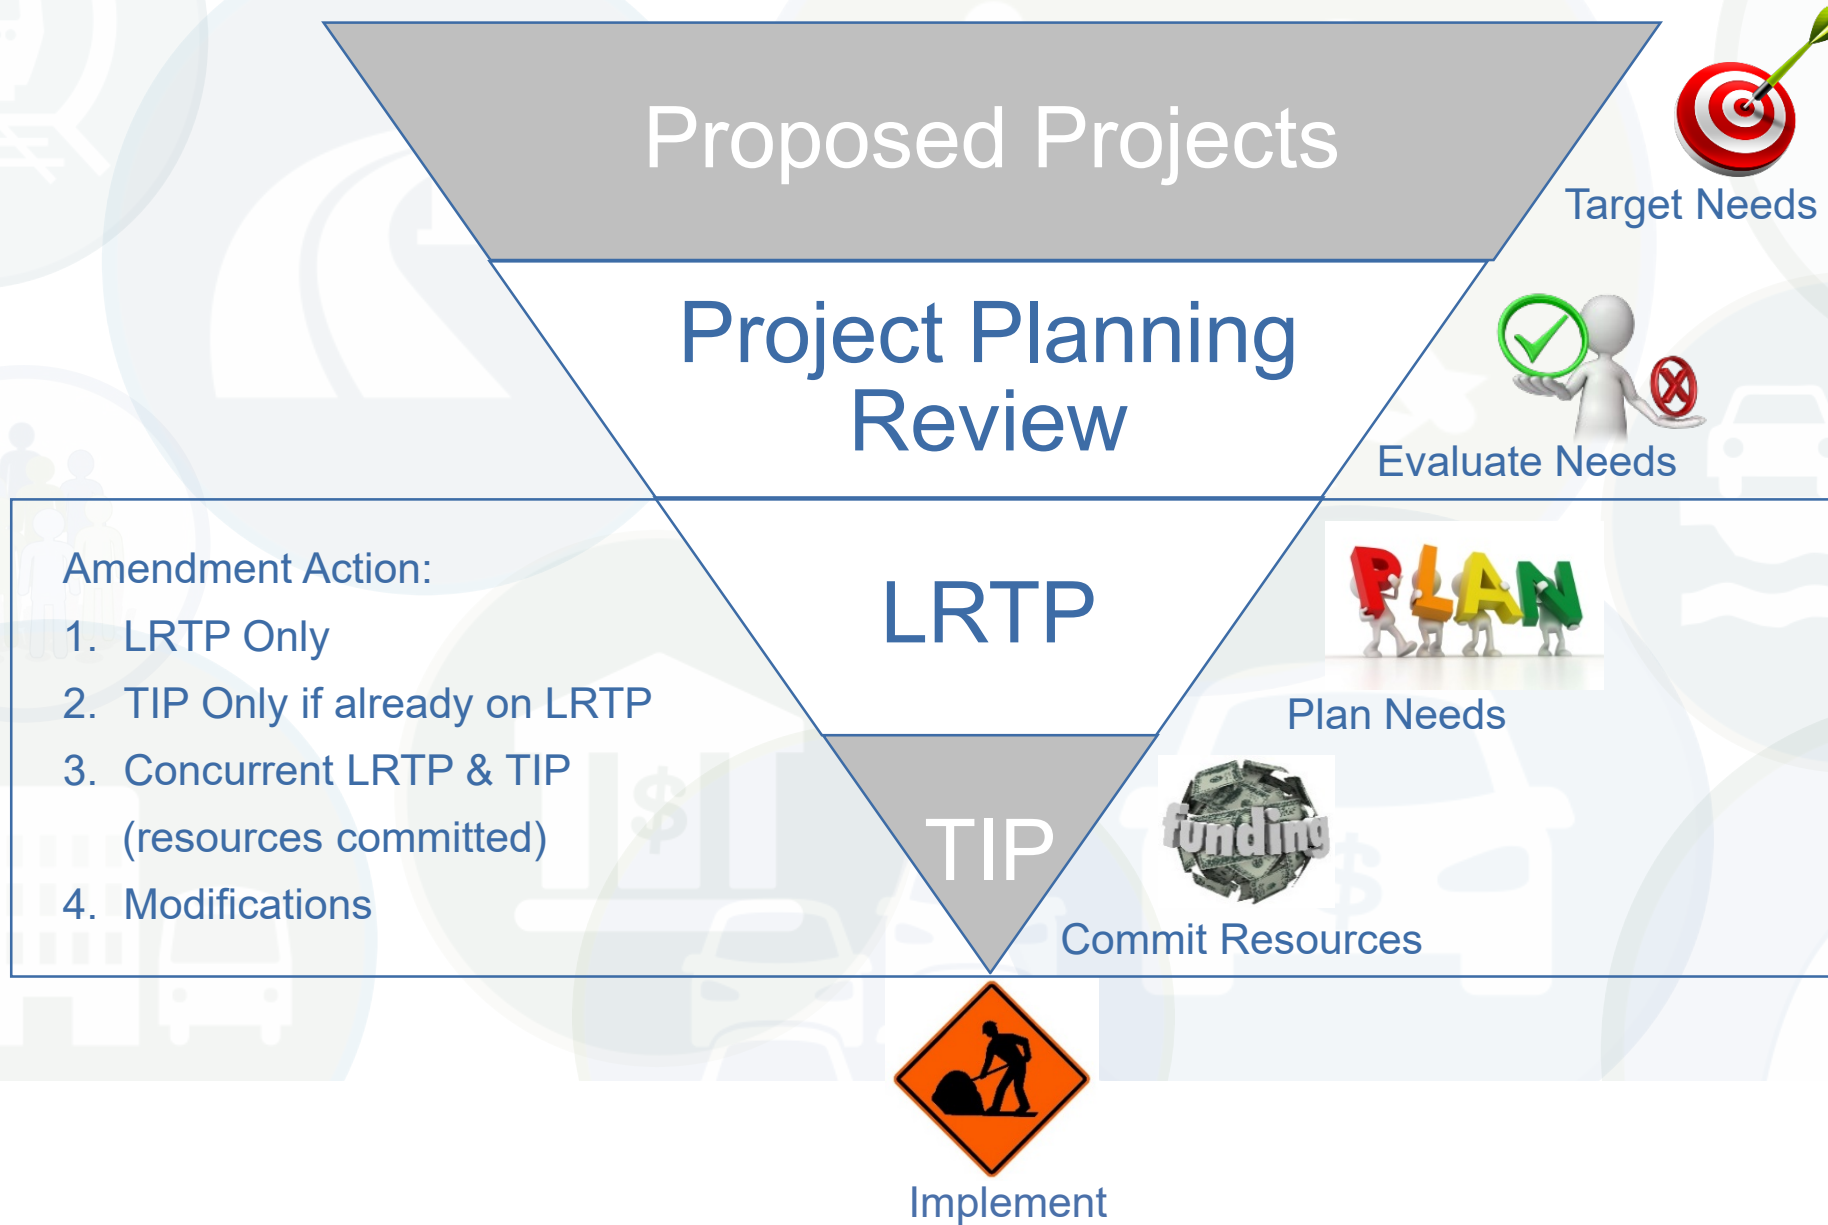 Proposed Projects
Target Needs
Project Planning
Review
Evaluate Needs
Amendment Action:
1. LRTP Only
2. TIP Only if already on LRTP
3. Concurrent LRTP & TIP
(resources committed)
4. Modifications
LRTP
PLAN
Plan Needs
TIP
funding
Commit Resources
Implement